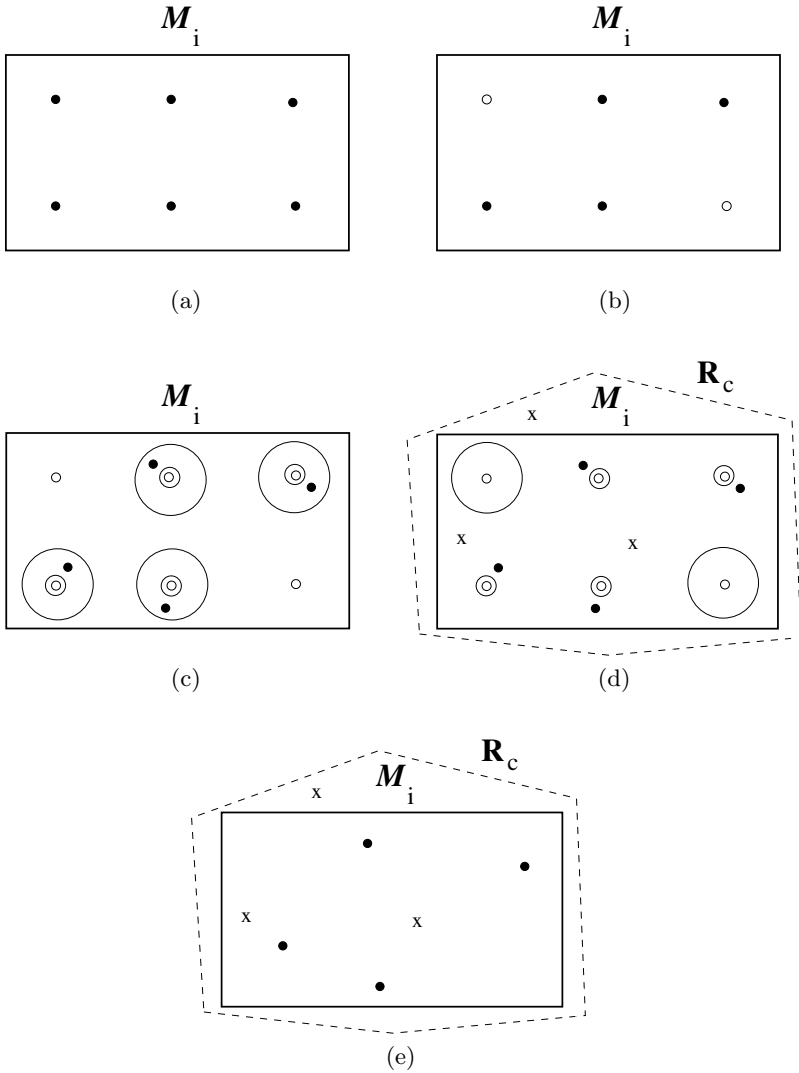 M i M i
(a) (b)
M i M i R c
x
x x
(c) (d)
M i R c
x
x x
(e)